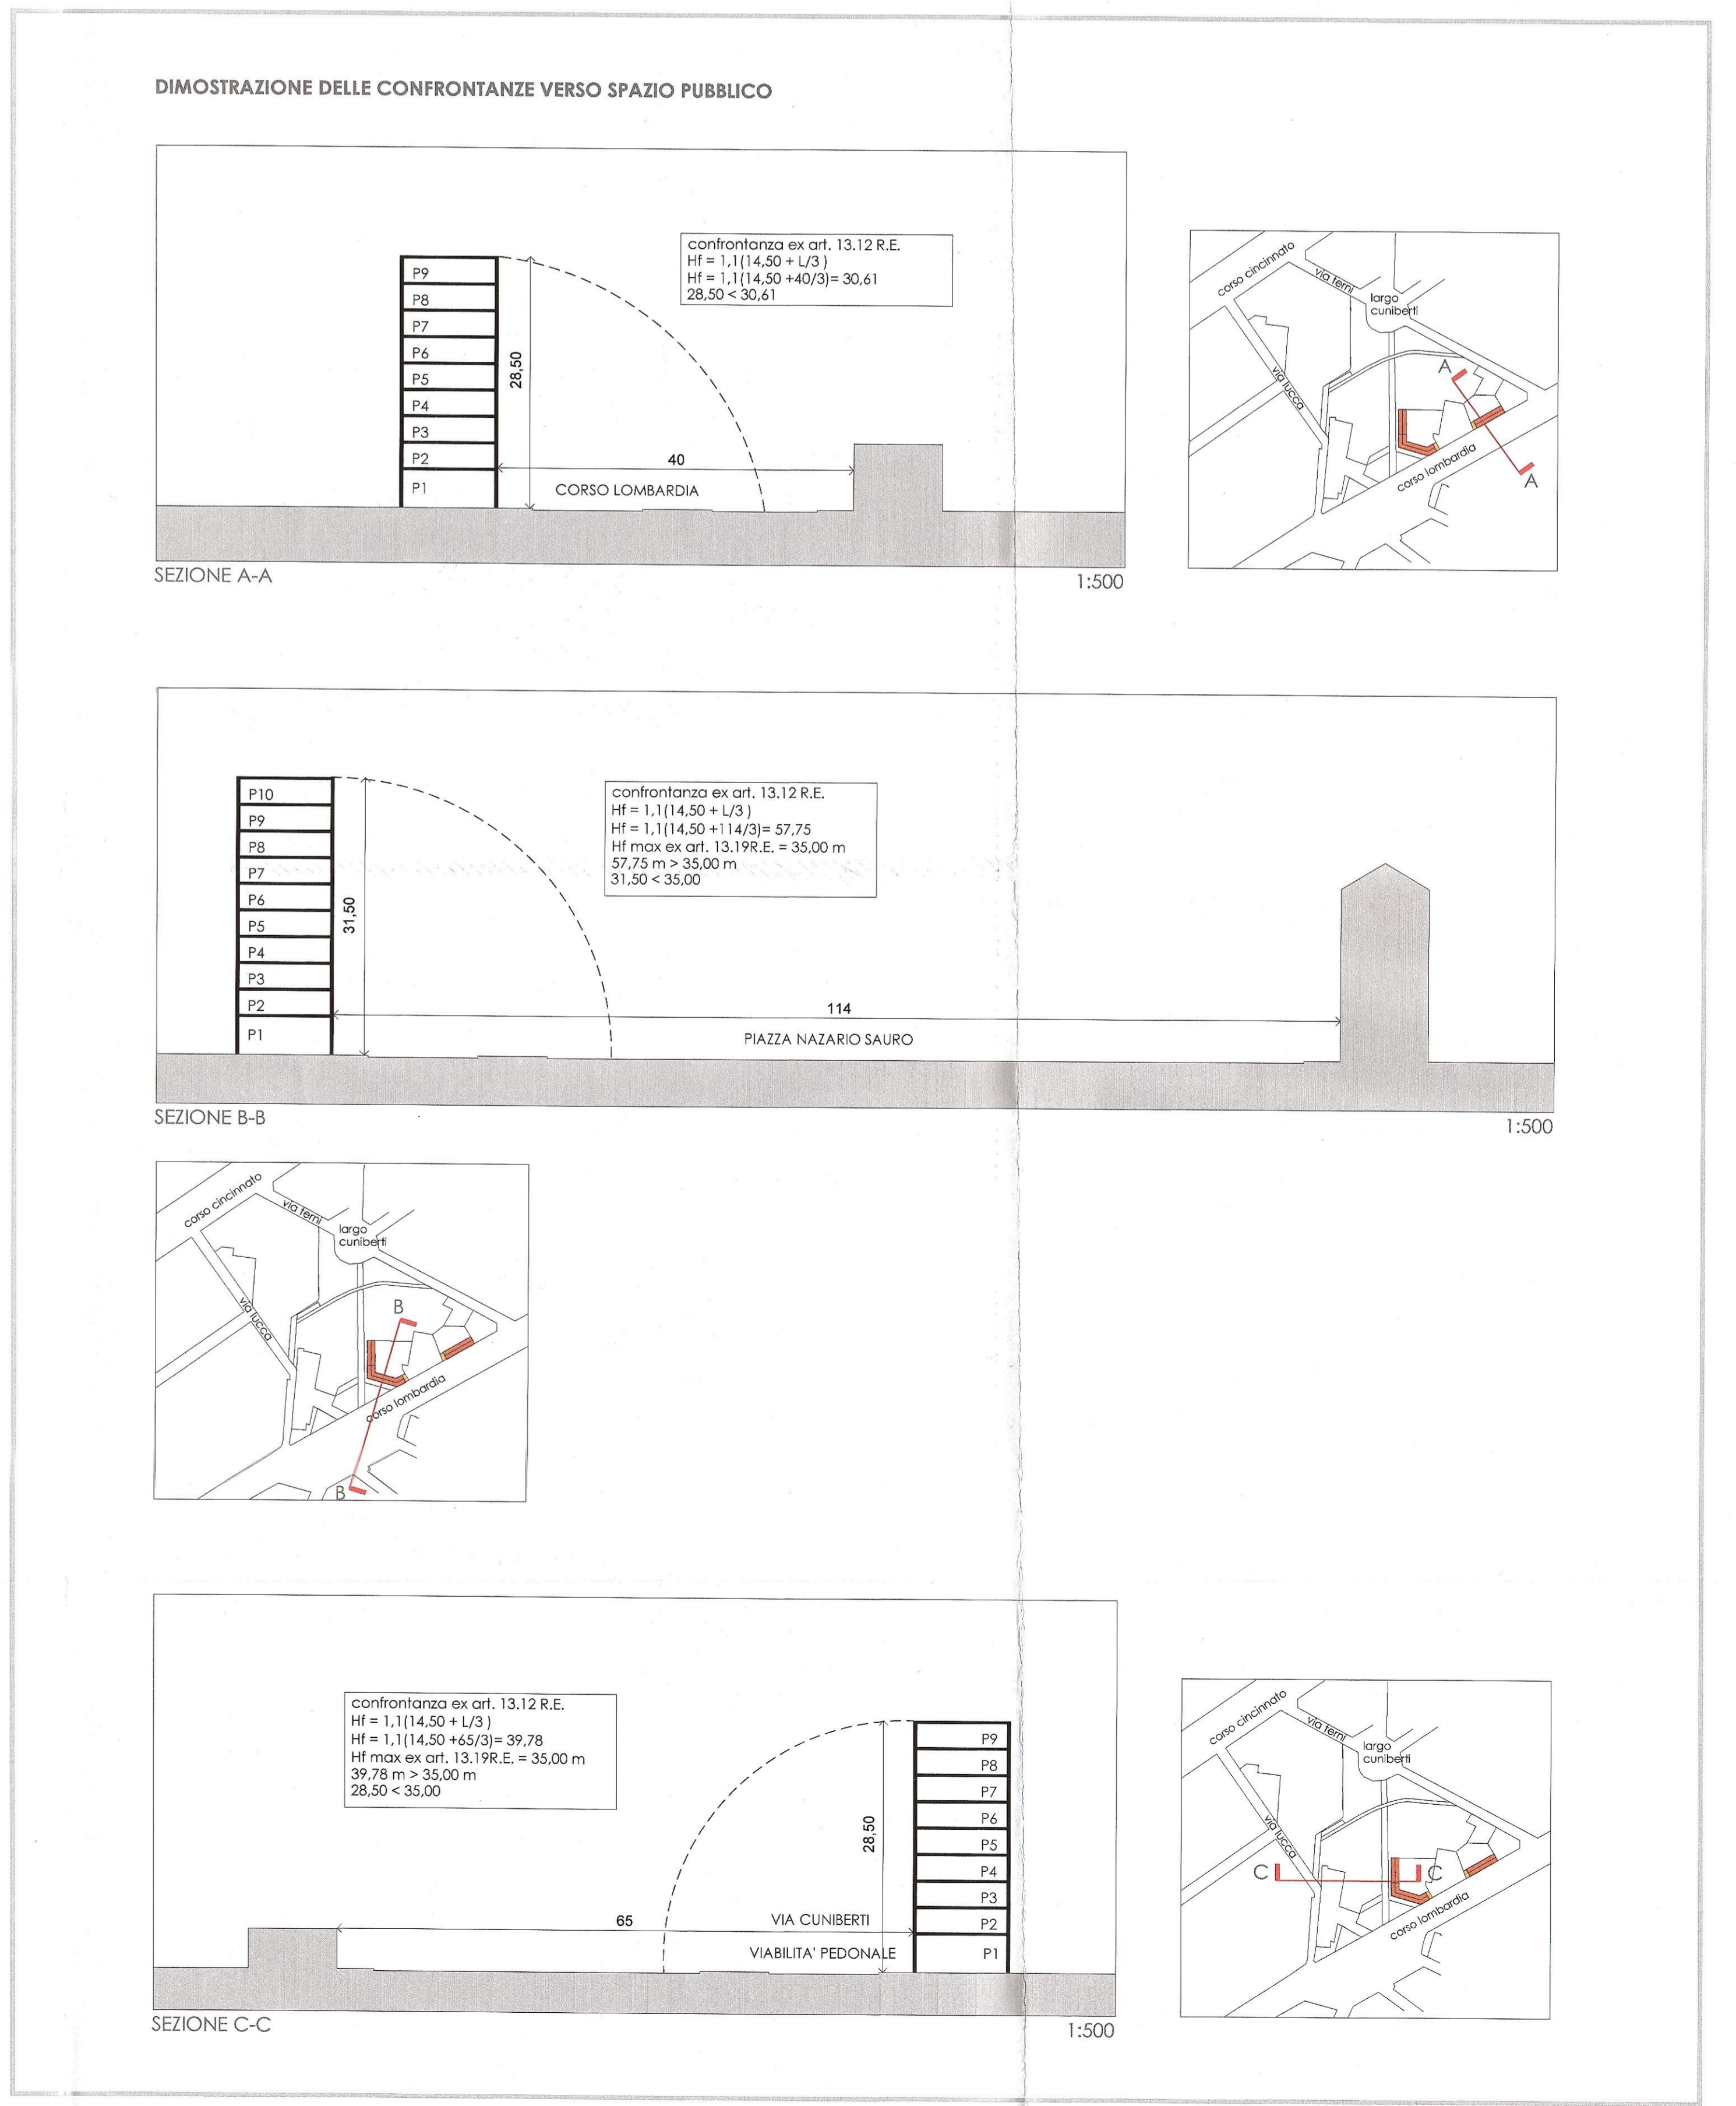 DIMOSTRAZIONE DELLE CONFRONTANZE VERSO SPAZIO PUBBLICO
confrontanza ex art. 13.12 R.E.
Hf = 1,1(14,50 + L/3 )
Hf = 1,1(14,50 +40/3)= 30,61
28,50 < 30,61
P9
P8
P7
P6
P5
P4
P3
P2
P1
28,50
40
CORSO LOMBARDIA
SEZIONE A-A
1:500
corso cincinnato
via terni
largo
cuniberti
via lucca
A
corso lombardia
A
confrontanza ex art. 13.12 R.E.
Hf = 1,1(14,50 + L/3 )
Hf = 1,1(14,50 +114/3)= 57,75
Hf max ex art. 13.19R.E. = 35,00 m
57,75 m > 35,00 m
31,50 < 35,00
P10
P9
P8
P7
P6
P5
P4
P3
P2
P1
31,50
114
PIAZZA NAZARIO SAURO
SEZIONE B-B
1:500
corso cincinnato
via terni
largo
cuniberti
via lucca
B
corso lombardia
B
confrontanza ex art. 13.12 R.E.
Hf = 1,1(14,50 + L/3 )
Hf = 1,1(14,50 +65/3)= 39,78
Hf max ex art. 13.19R.E. = 35,00 m
39,78 m > 35,00 m
28,50 < 35,00
P9
P8
P7
P6
P5
P4
P3
P2
P1
28,50
65
VIA CUNIBERTI
VIABILITA' PEDONALE
SEZIONE C-C
1:500
corso cincinnato
via terni
largo
cuniberti
via lucca
C
C
corso lombardia